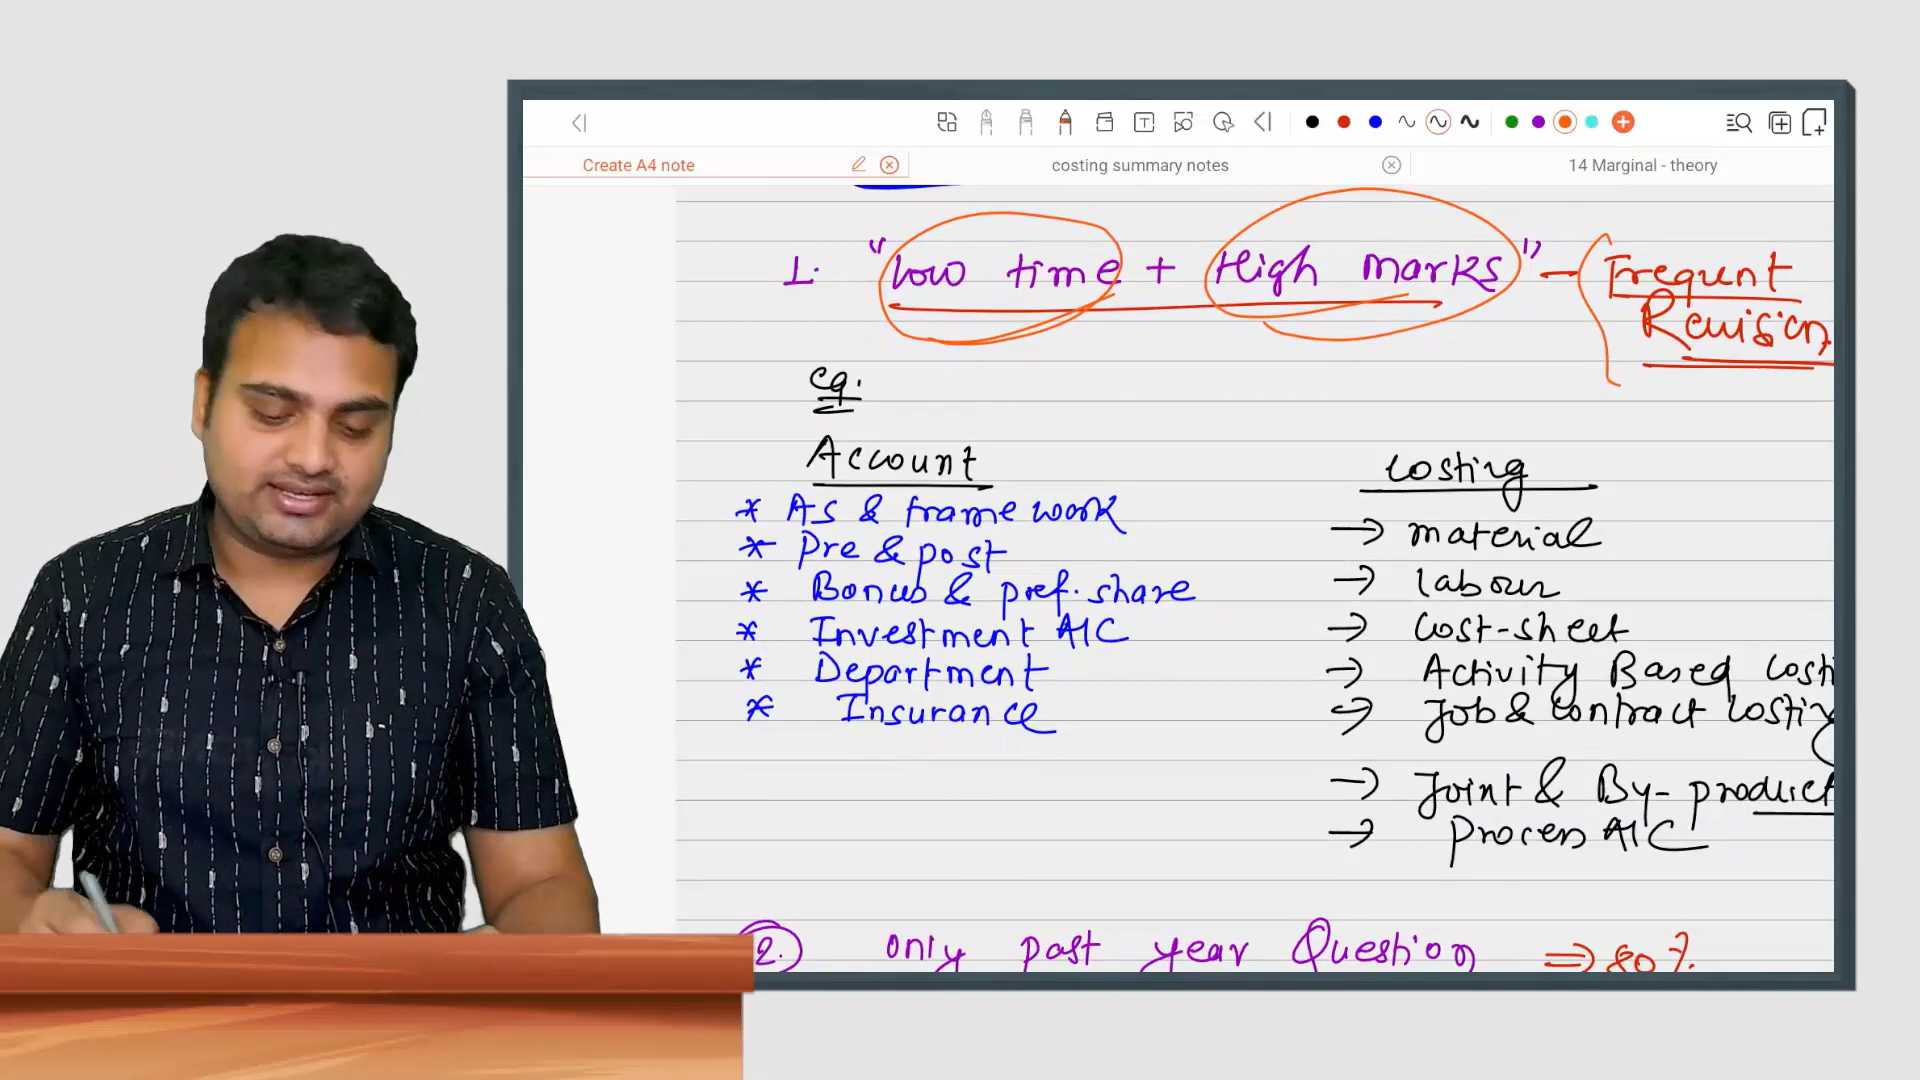 Create A4 note
costing summary notes
14 Marginal - theory
1. "Low time + High marks" - Frequent
Revision
eg.
Account
* AS & frame work
* Pre & post
* Bonus & pref. share
* Investment A/C
* Department
* Insurance
Costing
→ material
→ labour
→ Cost-sheet
→ Activity Based Costi
→ Job & Contract Costing
→ Joint & By-product
→ Process A/C
2. only past year Question ⇒ 80%